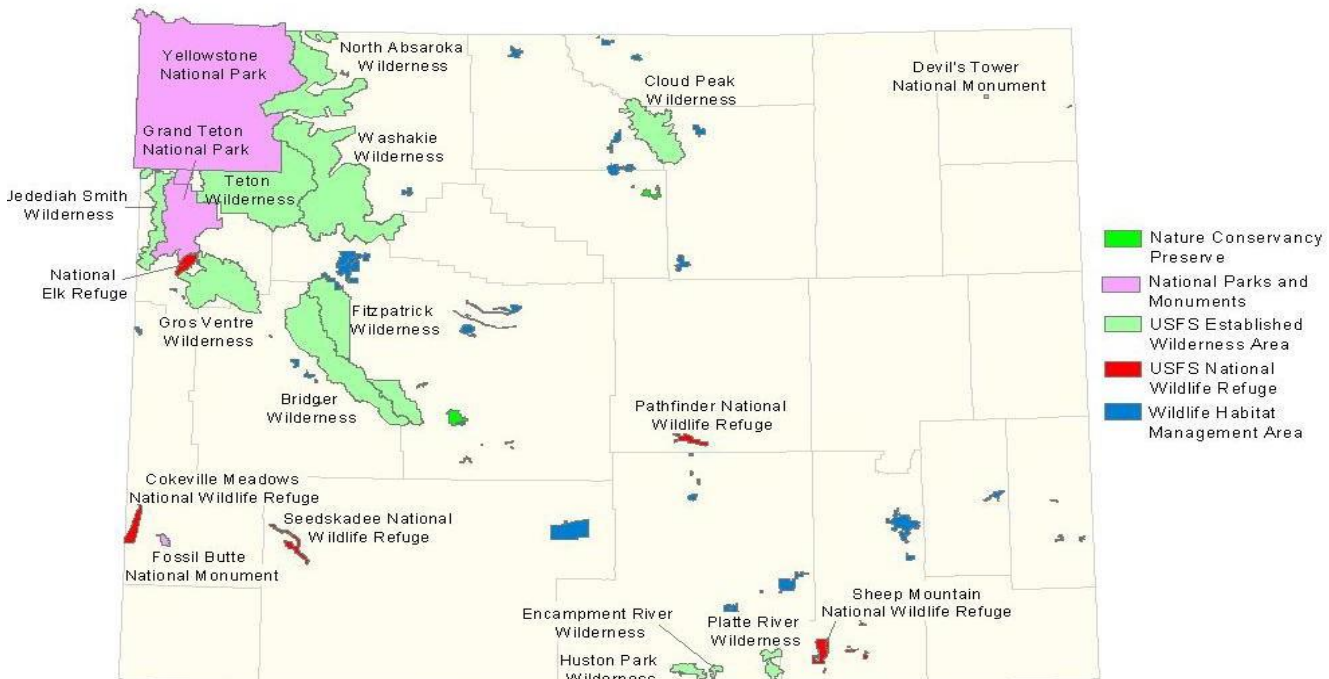 Yellowstone
National Park
North Absaroka
Wilderness
Cloud Peak
Wilderness
Devil's Tower
National Monument
Grand Teton
National Park
Washakie
Wilderness
Jedediah Smith
Wilderness
Teton
Wilderness
National
Elk Refuge
Gros Ventre
Wilderness
Fitzpatrick
Wilderness
Bridger
Wilderness
Pathfinder National
Wildlife Refuge
Cokeville Meadows
National Wildlife Refuge
Seedskadee National
Wildlife Refuge
Fossil Butte
National Monument
Encampment River
Wilderness
Platte River
Wilderness
Sheep Mountain
National Wildlife Refuge
Huston Park
Wilderness
Nature Conservancy
Preserve
National Parks and
Monuments
USFS Established
Wilderness Area
USFS National
Wildlife Refuge
Wildlife Habitat
Management Area